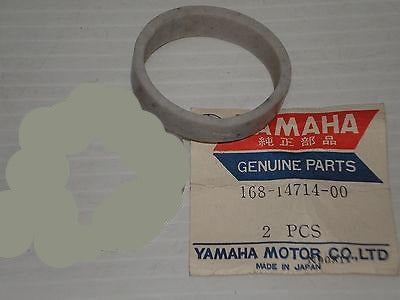 YAMAHA
純正部品
GENUINE PARTS
168-14714-00
2 PCS
YAMAHA MOTOR CO.,LTD
MADE IN JAPAN